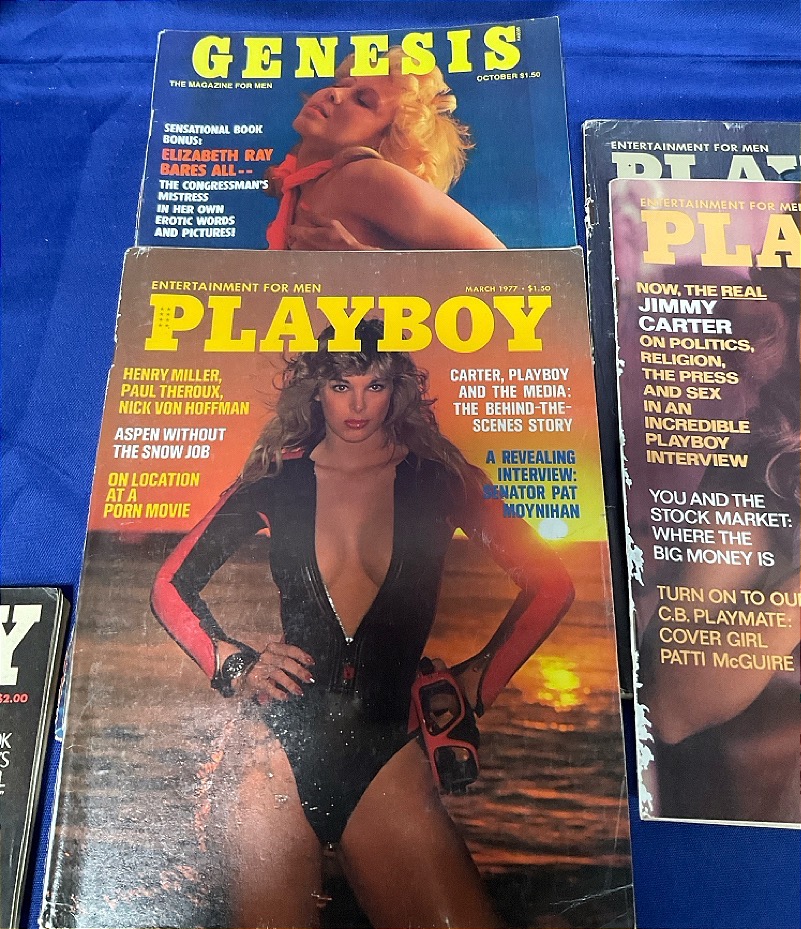 GENESIS
THE MAGAZINE FOR MEN
OCTOBER $1.50
SENSATIONAL BOOK
BONUS:
ELIZABETH RAY
BARES ALL--
THE CONGRESSMAN'S
MISTRESS
IN HER OWN
EROTIC WORDS
AND PICTURES!
ENTERTAINMENT FOR MEN
MARCH 1977 • $1.50
PLAYBOY
HENRY MILLER,
PAUL THEROUX,
NICK VON HOFFMAN
ASPEN WITHOUT
THE SNOW JOB
ON LOCATION
AT A
PORN MOVIE
CARTER, PLAYBOY
AND THE MEDIA:
THE BEHIND-THE-
SCENES STORY
A REVEALING
INTERVIEW:
SENATOR PAT
MOYNIHAN
ENTERTAINMENT FOR MEN
PLAY
ENTERTAINMENT FOR ME
PLA
NOW, THE REAL
JIMMY
CARTER
ON POLITICS,
RELIGION,
THE PRESS
AND SEX
IN AN
INCREDIBLE
PLAYBOY
INTERVIEW
YOU AND THE
STOCK MARKET:
WHERE THE
BIG MONEY IS
TURN ON TO OU
C.B. PLAYMATE:
COVER GIRL
PATTI McGUIRE
Y
$2.00